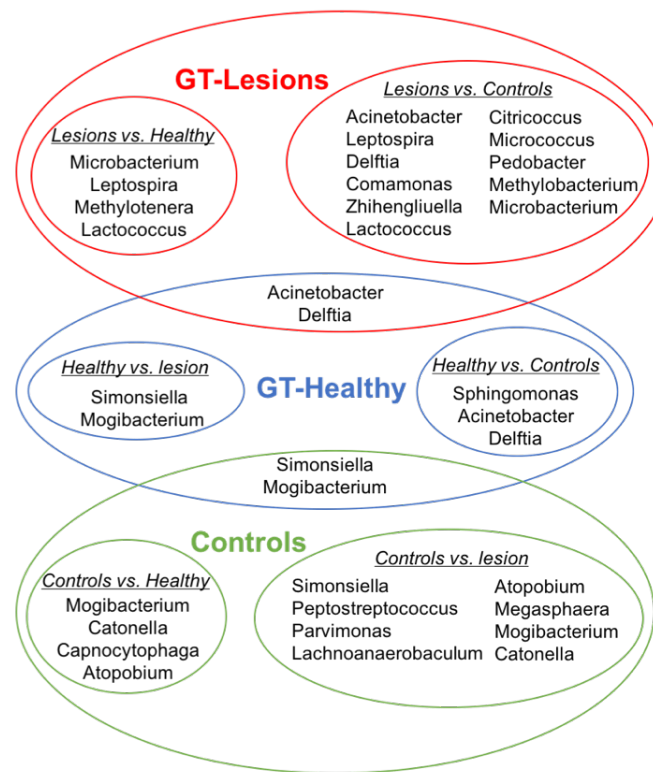 GT-Lesions
Lesions vs. Healthy
Microbacterium
Leptospira
Methylotenera
Lactococcus
Lesions vs. Controls
Acinetobacter
Leptospira
Delftia
Comamonas
Zhihengliuella
Lactococcus
Citricoccus
Micrococcus
Pedobacter
Methylobacterium
Microbacterium
Acinetobacter
Delftia
GT-Healthy
Healthy vs. lesion
Simonsiella
Mogibacterium
Healthy vs. Controls
Sphingomonas
Acinetobacter
Delftia
Simonsiella
Mogibacterium
Controls
Controls vs. Healthy
Mogibacterium
Catonella
Capnocytophaga
Atopobium
Controls vs. lesion
Simonsiella
Peptostreptococcus
Parvimonas
Lachnoanaerobaculum
Atopobium
Megasphaera
Mogibacterium
Catonella